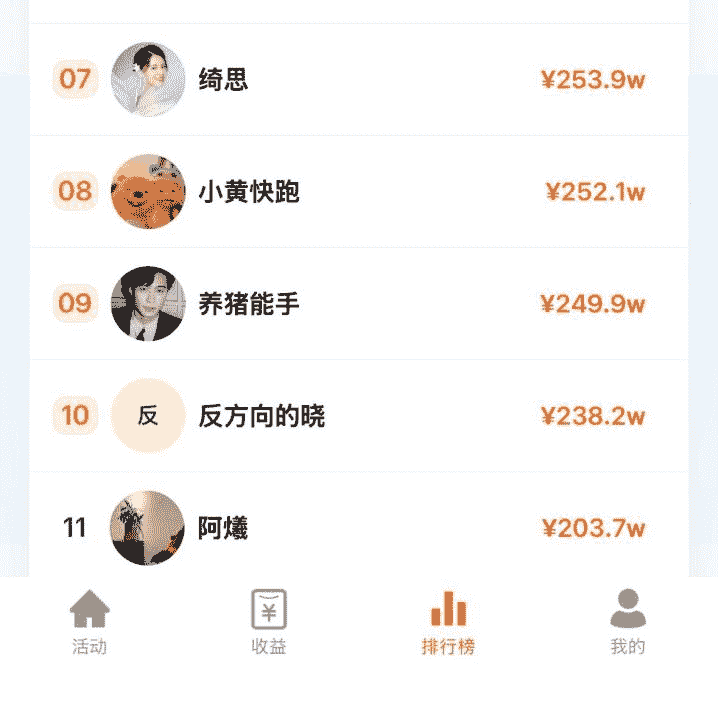 07 绮思 ¥253.9w
08 小黄快跑 ¥252.1w
09 养猪能手 ¥249.9w
10 反 反方向的晓 ¥238.2w
11 阿爔 ¥203.7w
活动 收益 排行榜 我的